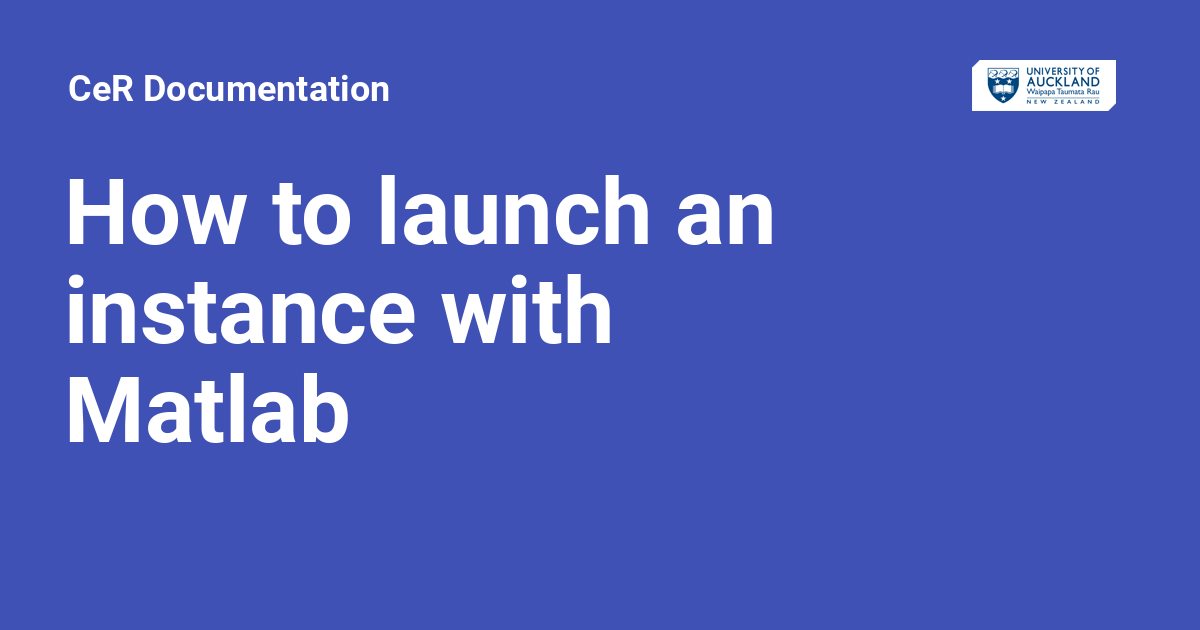 CeR Documentation
UNIVERSITY OF
AUCKLAND
Waipapa Taumata Rau
NEW ZEALAND
How to launch an
instance with
Matlab